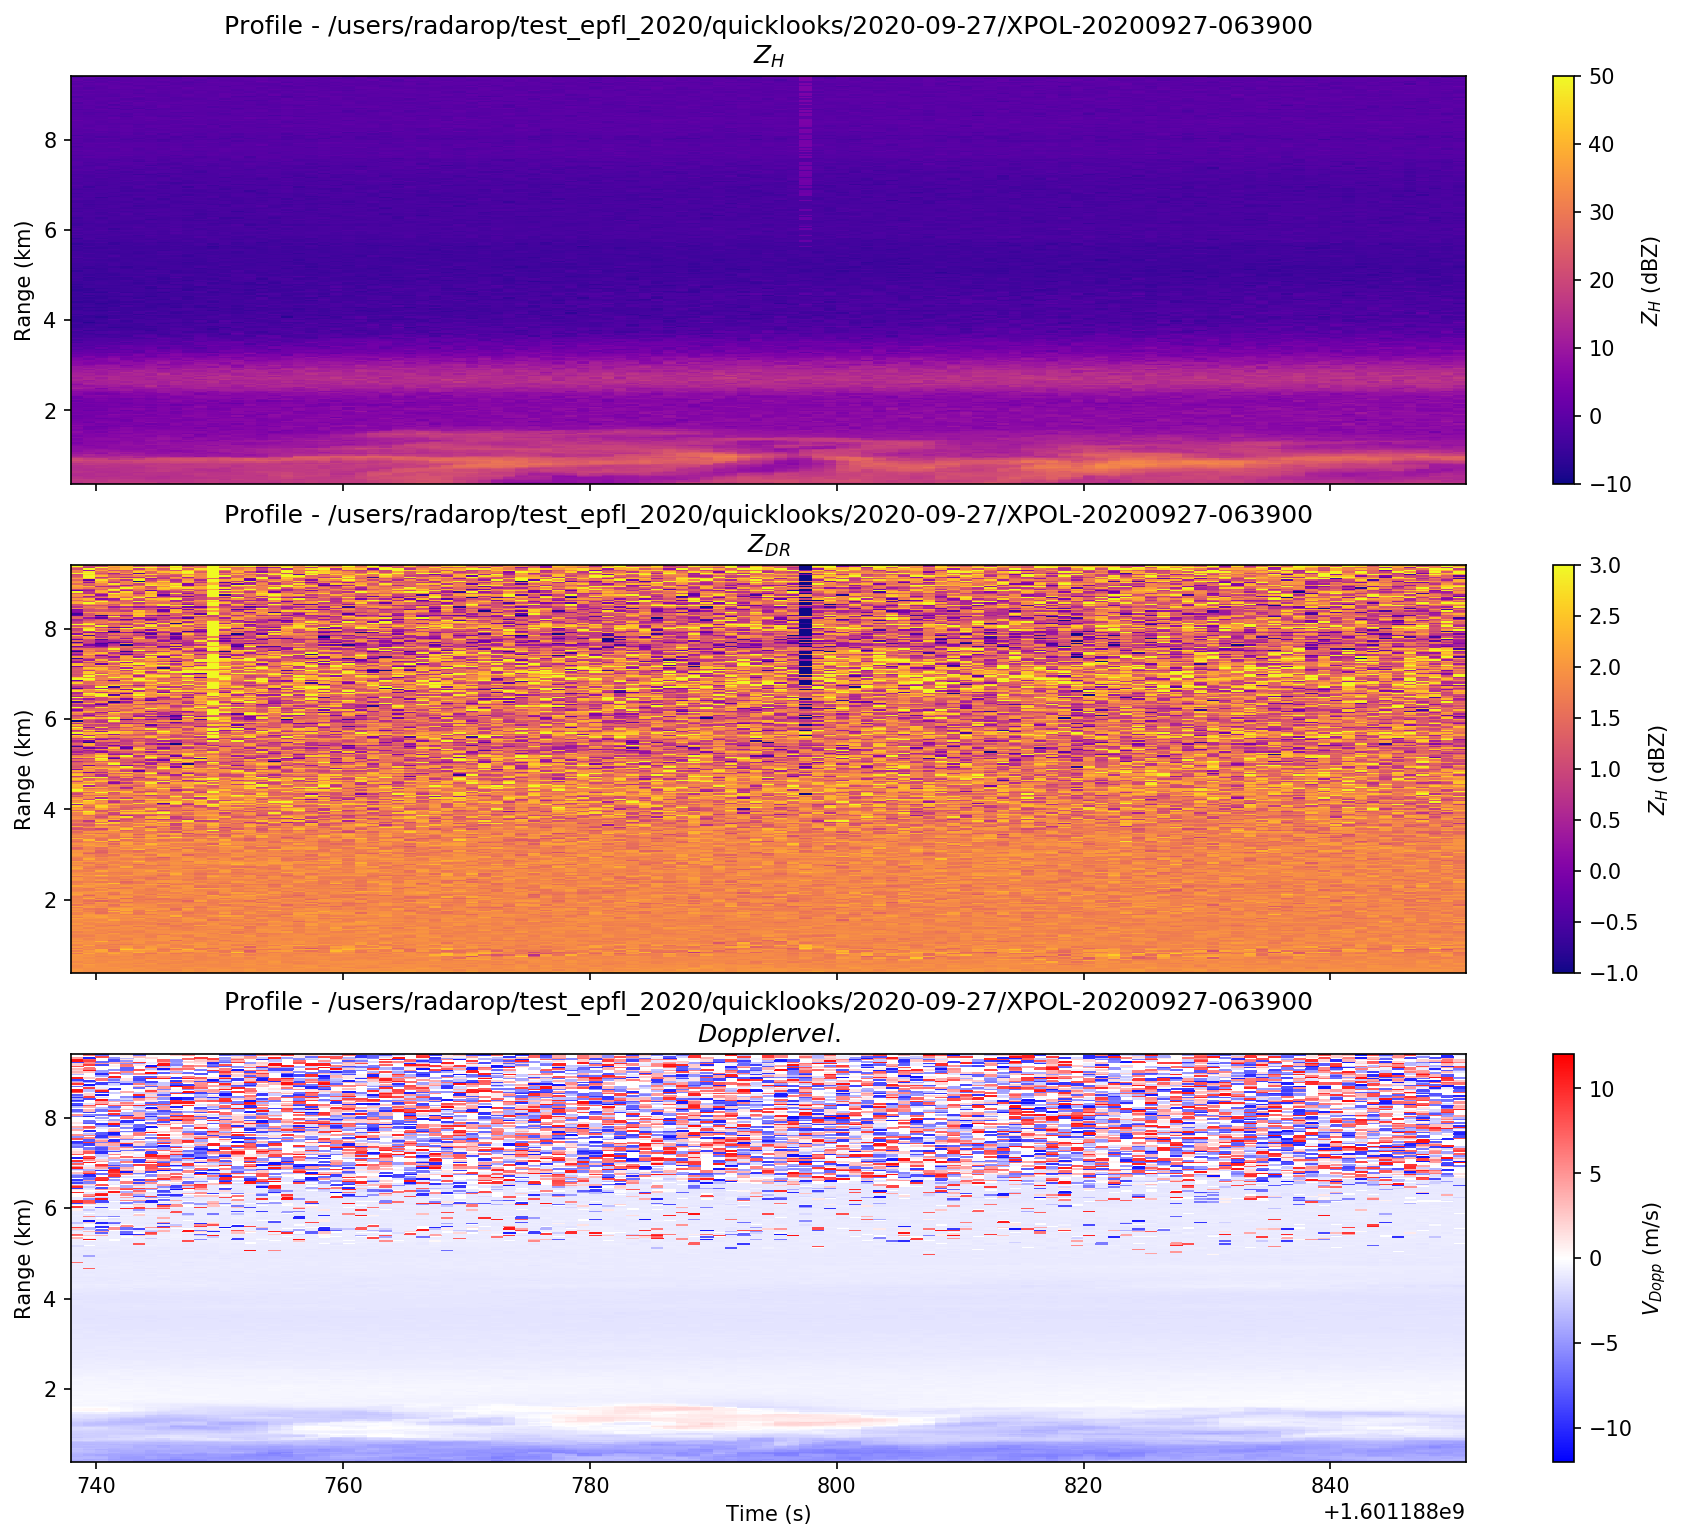 Profile - /users/radarop/test_epfl_2020/quicklooks/2020-09-27/XPOL-20200927-063900
Z_H
Range (km)
8
6
4
2
50
40
30
20
10
0
−10
Z_H (dBZ)
Profile - /users/radarop/test_epfl_2020/quicklooks/2020-09-27/XPOL-20200927-063900
Z_DR
Range (km)
8
6
4
2
3.0
2.5
2.0
1.5
1.0
0.5
0.0
−0.5
−1.0
Z_H (dBZ)
Profile - /users/radarop/test_epfl_2020/quicklooks/2020-09-27/XPOL-20200927-063900
Dopplervel.
Range (km)
8
6
4
2
10
5
0
−5
−10
V_Dopp (m/s)
740 760 780 800 820 840
Time (s)
+1.601188e9